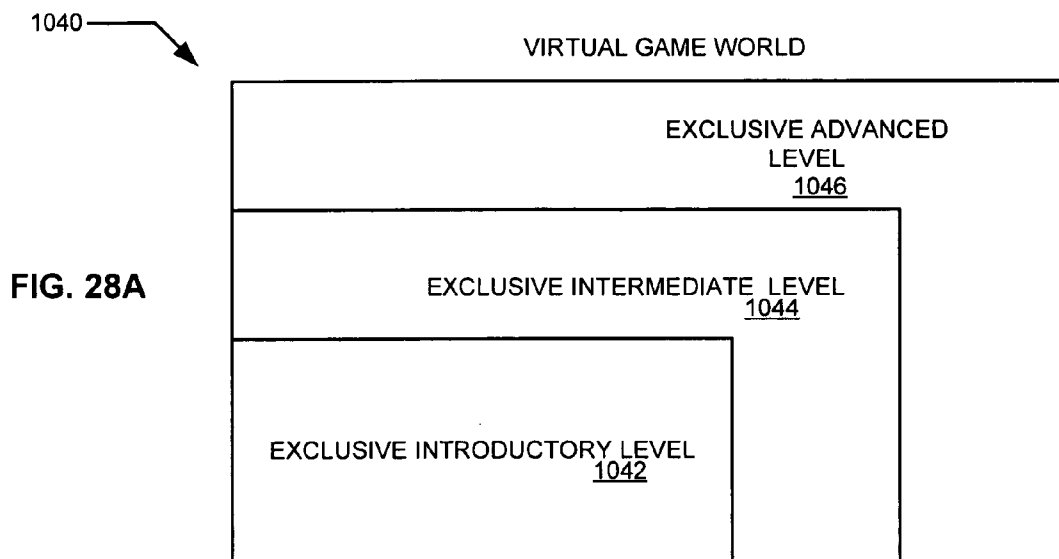 1040
VIRTUAL GAME WORLD
EXCLUSIVE ADVANCED
LEVEL
1046
FIG. 28A
EXCLUSIVE INTERMEDIATE LEVEL
1044
EXCLUSIVE INTRODUCTORY LEVEL
1042